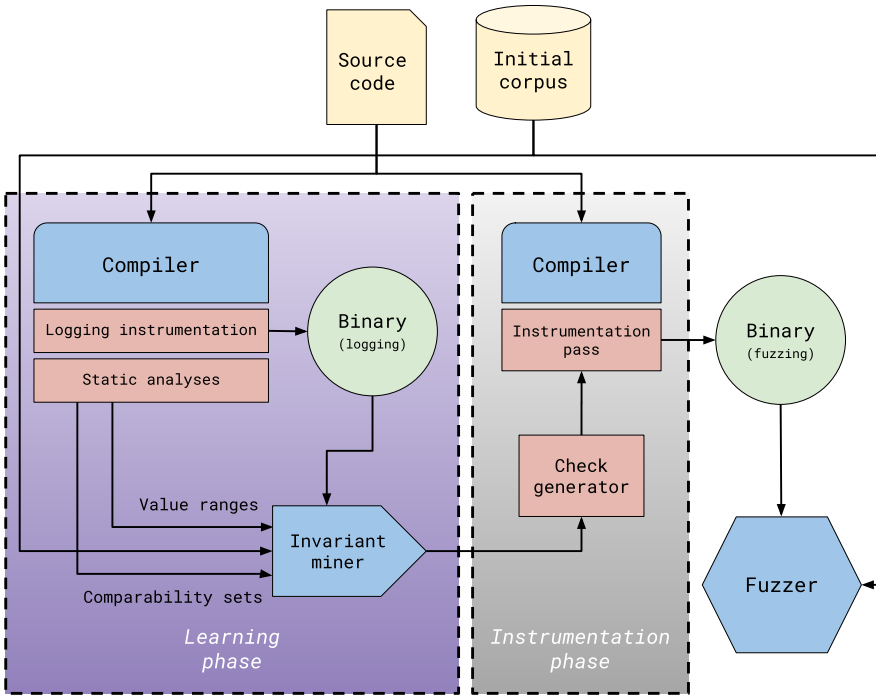 Source
code
Initial
corpus
Compiler
Logging instrumentation
Static analyses
Binary
(logging)
Value ranges
Invariant
miner
Comparability sets
Learning
phase
Compiler
Instrumentation
pass
Check
generator
Instrumentation
phase
Binary
(fuzzing)
Fuzzer